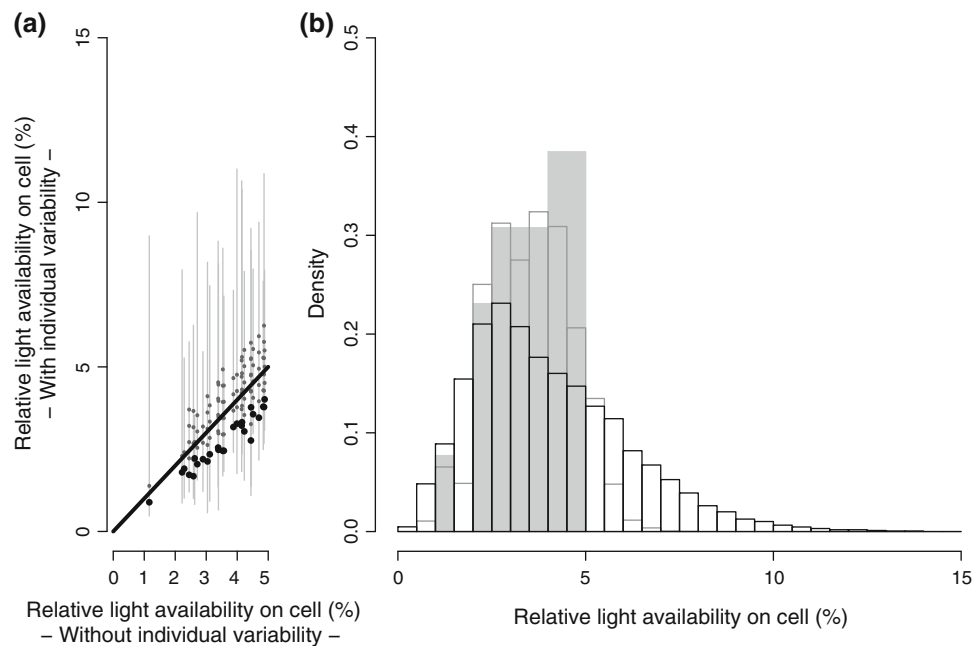 (a)
15
10
5
0
Relative light availability on cell (%)
– With individual variability –
0 1 2 3 4 5
Relative light availability on cell (%)
– Without individual variability –
(b)
0.5
0.4
0.3
0.2
0.1
0.0
Density
0 5 10 15
Relative light availability on cell (%)